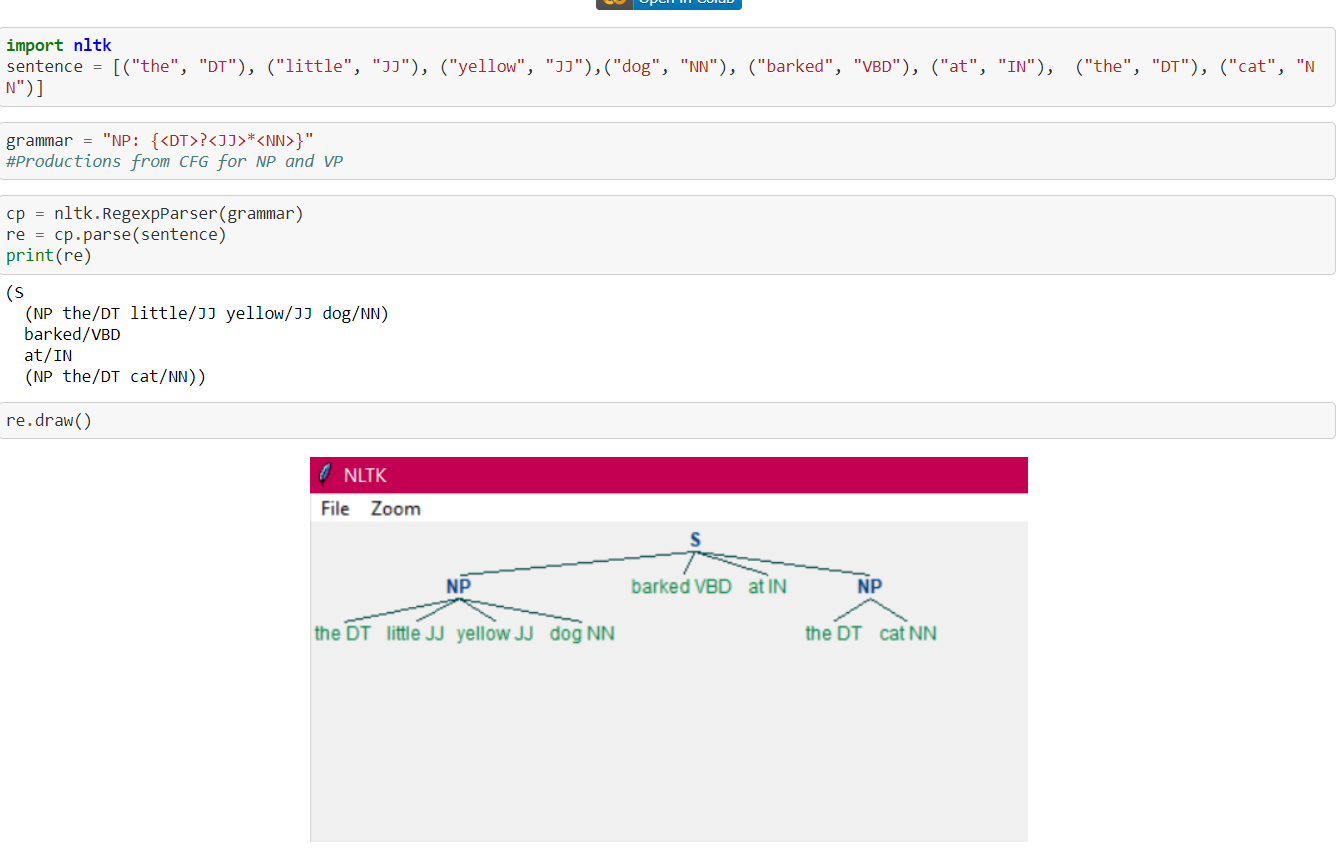 Open in Colab
import nltk
sentence = [("the", "DT"), ("little", "JJ"), ("yellow", "JJ"),("dog", "NN"), ("barked", "VBD"), ("at", "IN"),  ("the", "DT"), ("cat", "N
N")]
grammar = "NP: {<DT>?<JJ>*<NN>}"
#Productions from CFG for NP and VP
cp = nltk.RegexpParser(grammar)
re = cp.parse(sentence)
print(re)
(S
  (NP the/DT little/JJ yellow/JJ dog/NN)
  barked/VBD
  at/IN
  (NP the/DT cat/NN))
re.draw()
NLTK
File Zoom
S
NP barked VBD at IN NP
the DT little JJ yellow JJ dog NN the DT cat NN